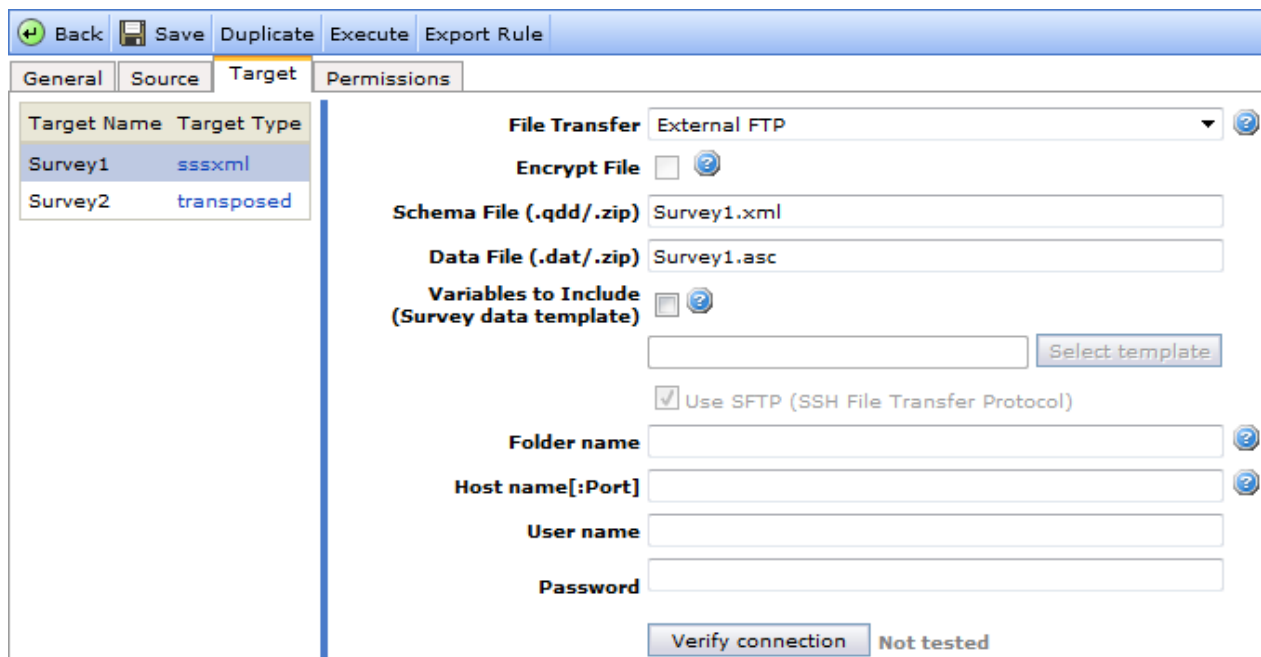 Back Save Duplicate Execute Export Rule
General Source Target Permissions
Target Name Target Type
Survey1 sssxml
Survey2 transposed
File Transfer External FTP
Encrypt File
Schema File (.qdd/.zip) Survey1.xml
Data File (.dat/.zip) Survey1.asc
Variables to Include
(Survey data template)
Select template
Use SFTP (SSH File Transfer Protocol)
Folder name
Host name[:Port]
User name
Password
Verify connection Not tested